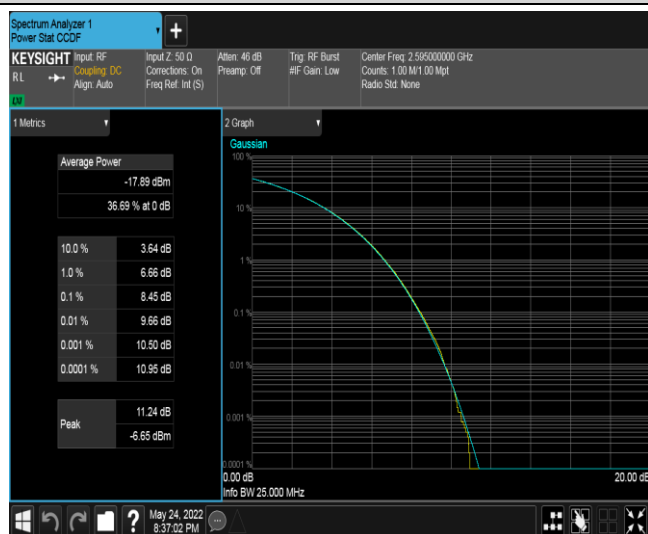 Spectrum Analyzer 1
Power Stat CCDF
+
KEYSIGHT
RL
LXI
Input: RF
Coupling: DC
Align: Auto
Input Z: 50 Ω
Corrections: On
Freq Ref: Int (S)
Atten: 46 dB
Preamp: Off
Trig: RF Burst
#IF Gain: Low
Center Freq: 2.595000000 GHz
Counts: 1.00 M/1.00 Mpt
Radio Std: None
1 Metrics
Average Power
-17.89 dBm
36.69 % at 0 dB
10.0 % 3.64 dB
1.0 % 6.66 dB
0.1 % 8.45 dB
0.01 % 9.66 dB
0.001 % 10.50 dB
0.0001 % 10.95 dB
Peak
11.24 dB
-6.65 dBm
2 Graph
Gaussian
100 %
10 %
1 %
0.1 %
0.01 %
0.001 %
0.0001 %
0.00 dB
20.00 dB
Info BW 25.000 MHz
?
May 24, 2022
8:37:02 PM